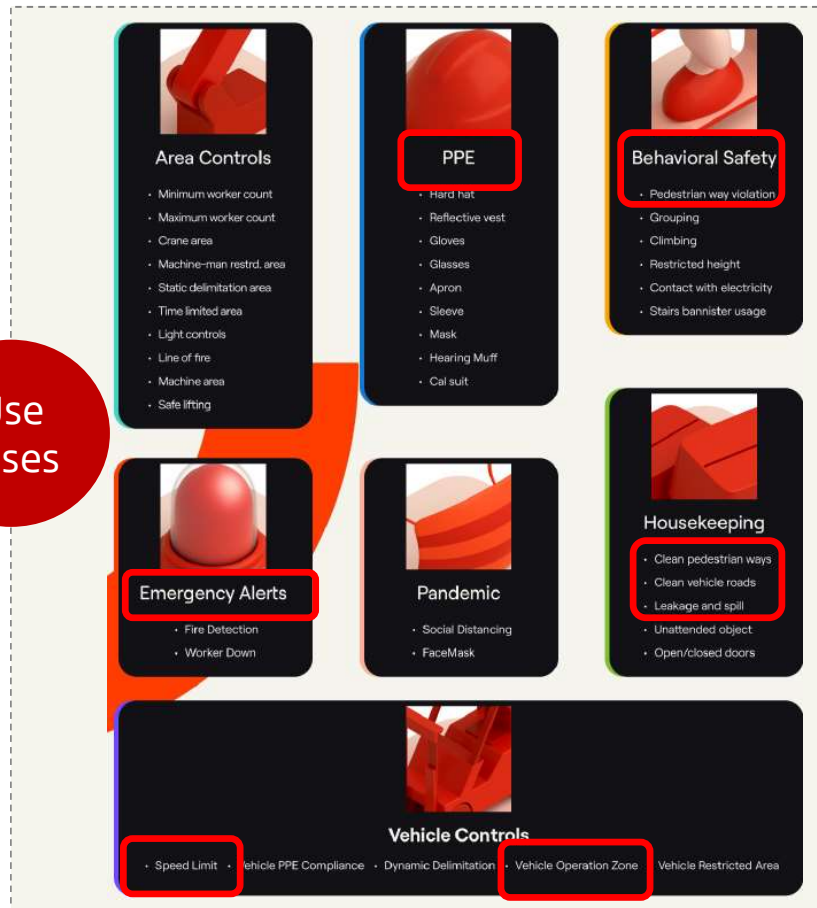 Use
ses
Area Controls
• Minimum worker count
• Maximum worker count
• Crane area
• Machine-man restrd. area
• Static delimitation area
• Time limited area
• Light controls
• Line of fire
• Machine area
• Safe lifting
PPE
• Hard hat
• Reflective vest
• Gloves
• Glasses
• Apron
• Sleeve
• Mask
• Hearing Muff
• Cal suit
Behavioral Safety
• Pedestrian way violation
• Grouping
• Climbing
• Restricted height
• Contact with electricity
• Stairs bannister usage
Emergency Alerts
• Fire Detection
• Worker Down
Pandemic
• Social Distancing
• FaceMask
Housekeeping
• Clean pedestrian ways
• Clean vehicle roads
• Leakage and spill
• Unattended object
• Open/closed doors
Vehicle Controls
• Speed Limit • Vehicle PPE Compliance • Dynamic Delimitation • Vehicle Operation Zone Vehicle Restricted Area